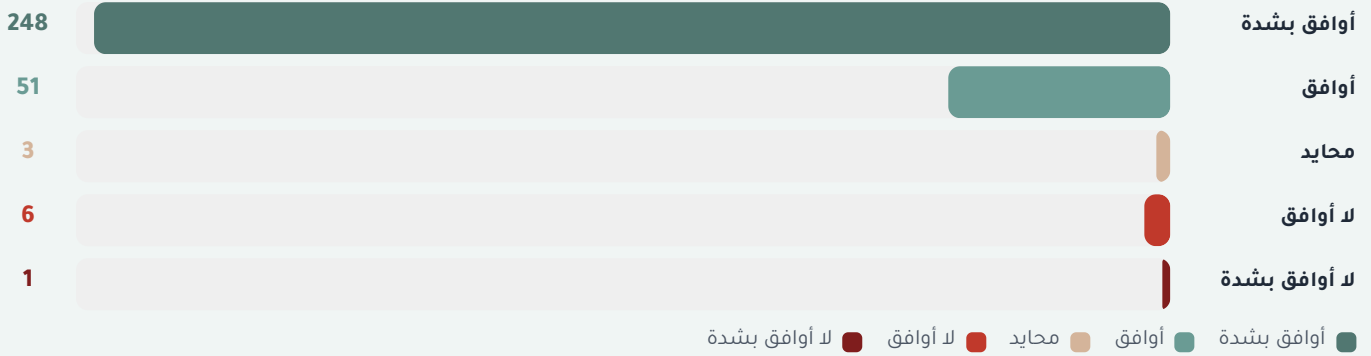 أوافق بشدة 248
أوافق 51
محايد 3
لا أوافق 6
لا أوافق بشدة 1
أوافق بشدة أوافق محايد لا أوافق لا أوافق بشدة